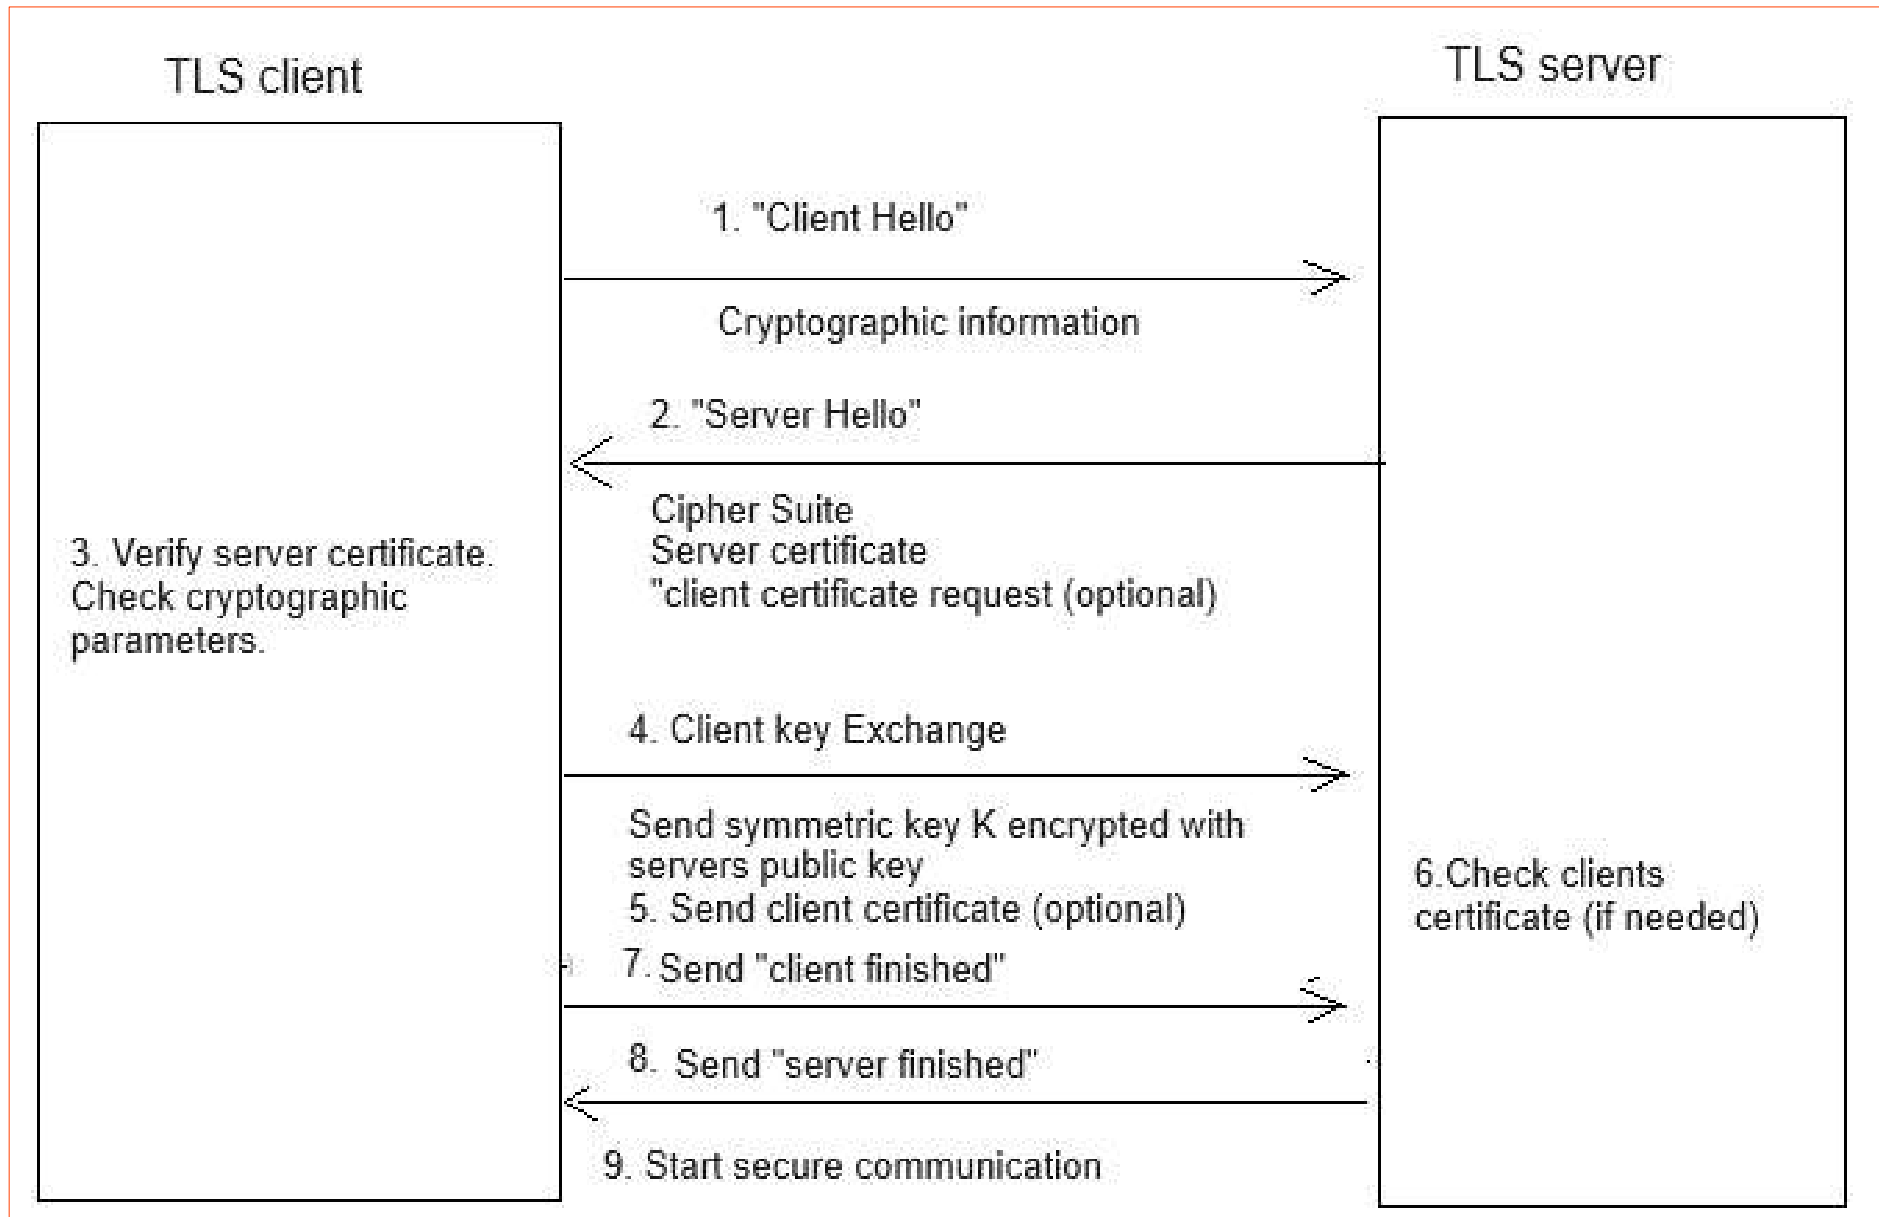 TLS client
TLS server
1. "Client Hello"
Cryptographic information
2. "Server Hello"
Cipher Suite
Server certificate
"client certificate request (optional)
3. Verify server certificate.
Check cryptographic
parameters.
4. Client key Exchange
Send symmetric key K encrypted with
servers public key
5. Send client certificate (optional)
6.Check clients
certificate (if needed)
7. Send "client finished"
8. Send "server finished"
9. Start secure communication